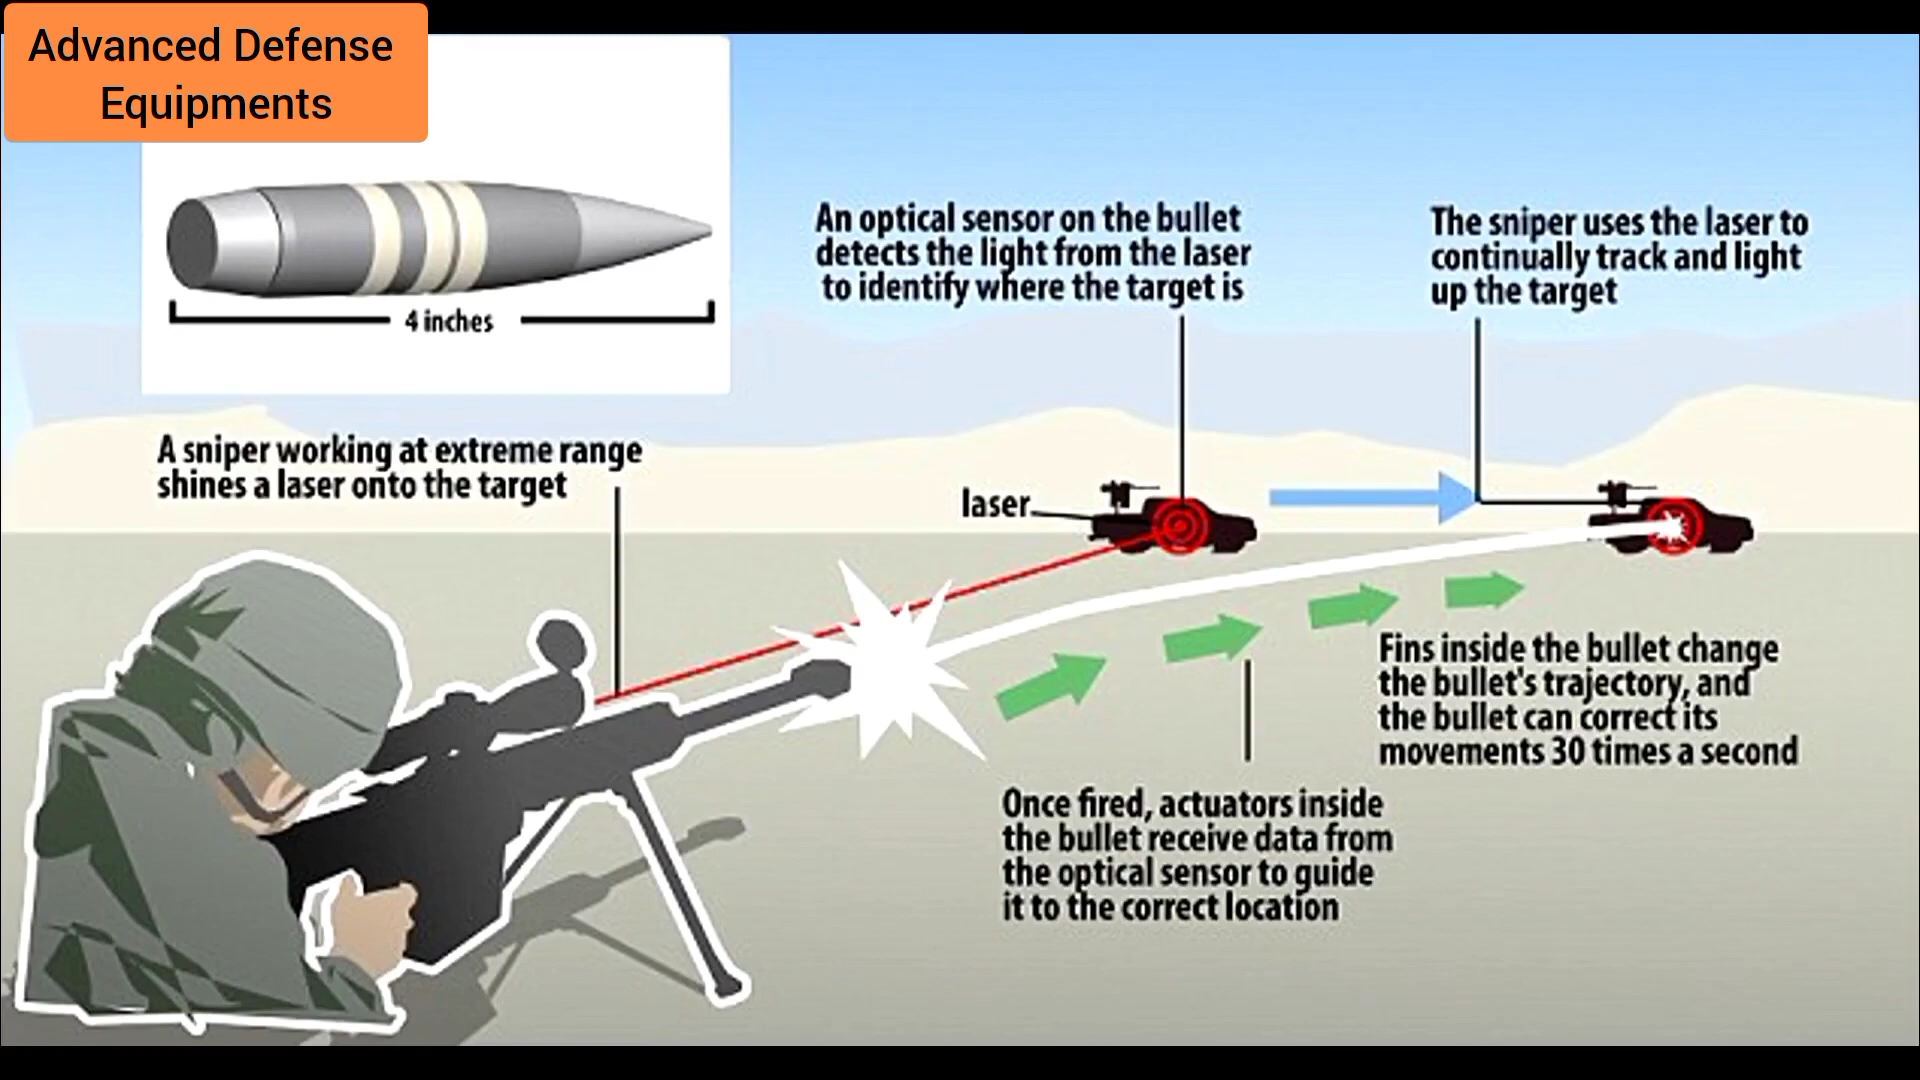 Advanced Defense
Equipments
4 inches
An optical sensor on the bullet
detects the light from the laser
to identify where the target is
The sniper uses the laser to
continually track and light
up the target
A sniper working at extreme range
shines a laser onto the target
laser
Fins inside the bullet change
the bullet's trajectory, and
the bullet can correct its
movements 30 times a second
Once fired, actuators inside
the bullet receive data from
the optical sensor to guide
it to the correct location